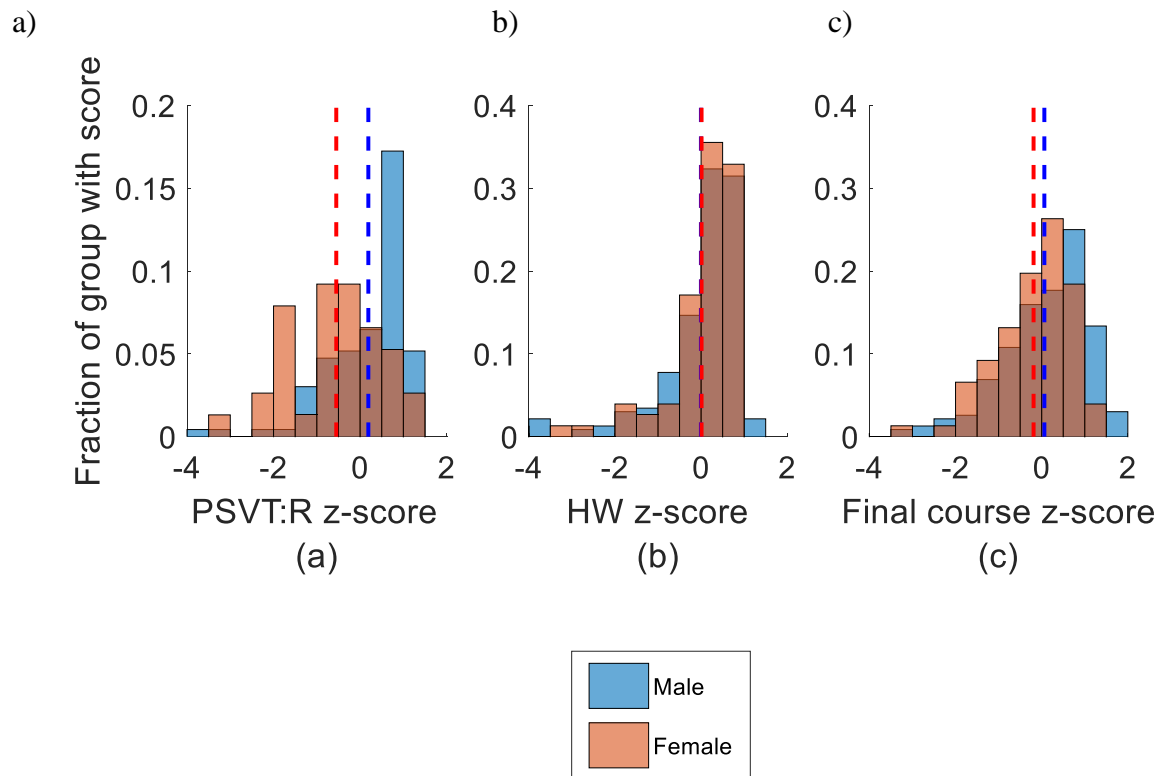 a)
b)
c)
Fraction of group with score
0.2
0.15
0.1
0.05
0
-4
-2
0
2
PSVT:R z-score
(a)
0.4
0.3
0.2
0.1
0
-4
-2
0
2
HW z-score
(b)
0.4
0.3
0.2
0.1
0
-4
-2
0
2
Final course z-score
(c)
Male
Female